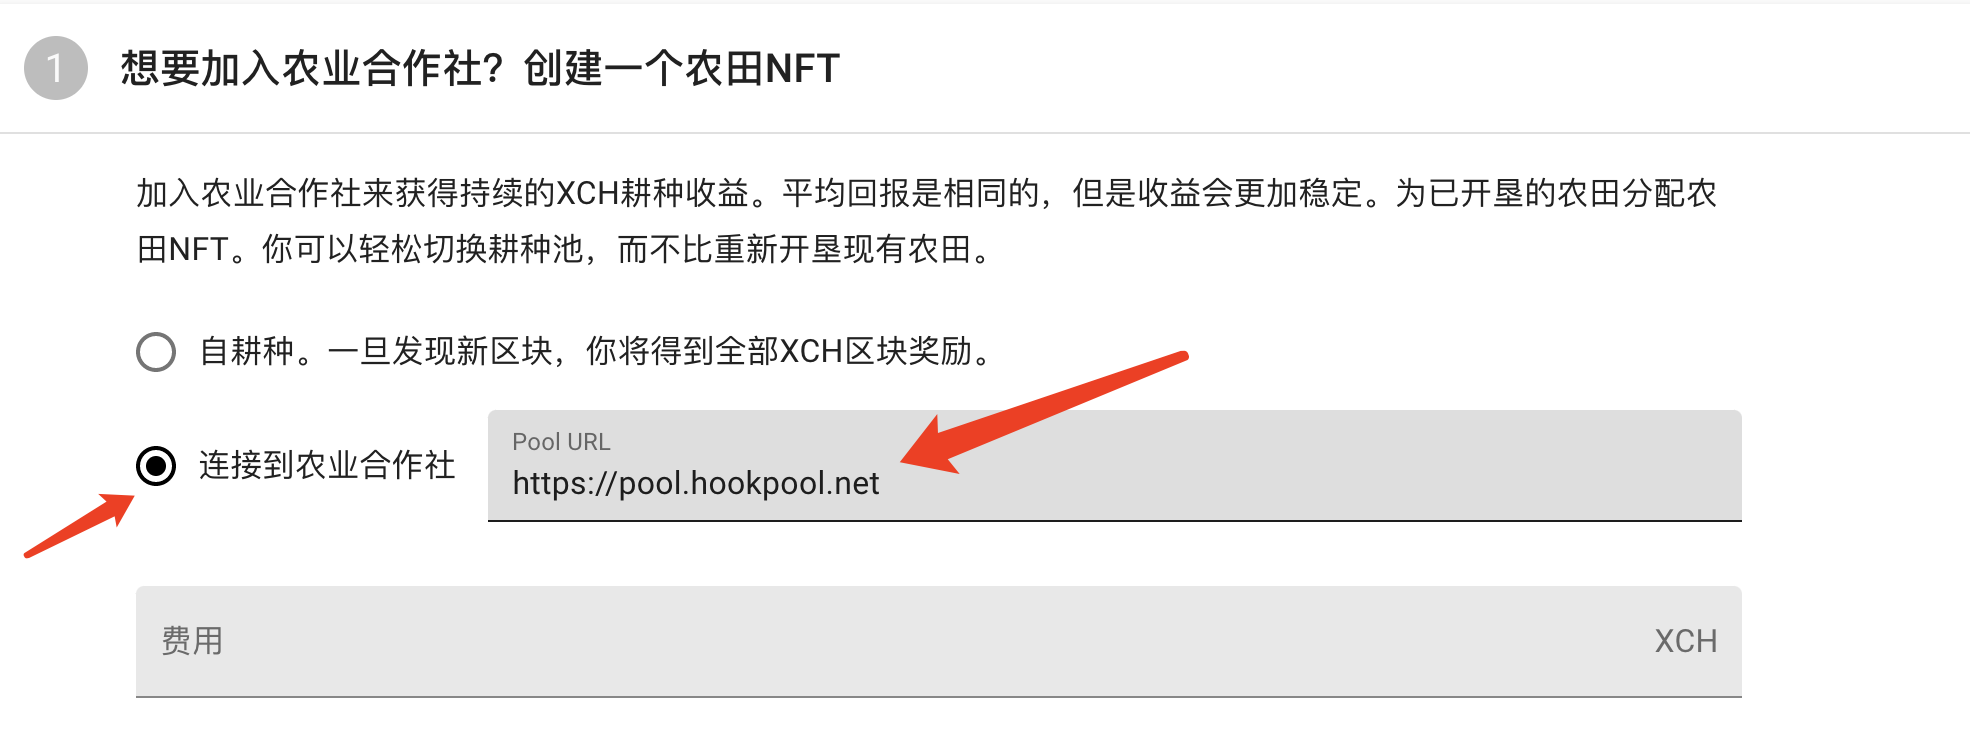 1
想要加入农业合作社？创建一个农田NFT
加入农业合作社来获得持续的XCH耕种收益。平均回报是相同的，但是收益会更加稳定。为已开垦的农田分配农
田NFT。你可以轻松切换耕种池，而不比重新开垦现有农田。
自耕种。一旦发现新区块，你将得到全部XCH区块奖励。
连接到农业合作社
Pool URL
https://pool.hookpool.net
费用
XCH